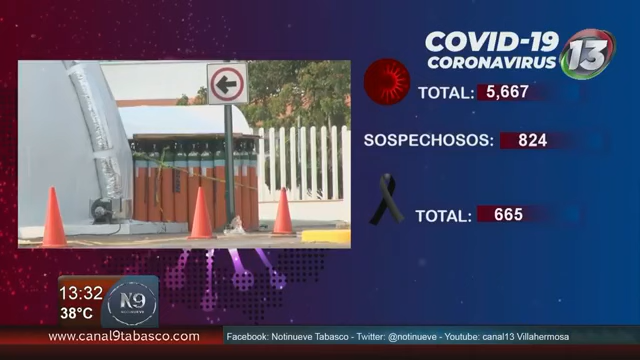 COVID-19
CORONAVIRUS
13
TOTAL: 5,667
SOSPECHOSOS: 824
TOTAL: 665
13:32
38°C
N9
NOTINUEVE
www.canal9tabasco.com
Facebook: Notinueve Tabasco - Twitter: @notinueve - Youtube: canal13 Villahermosa